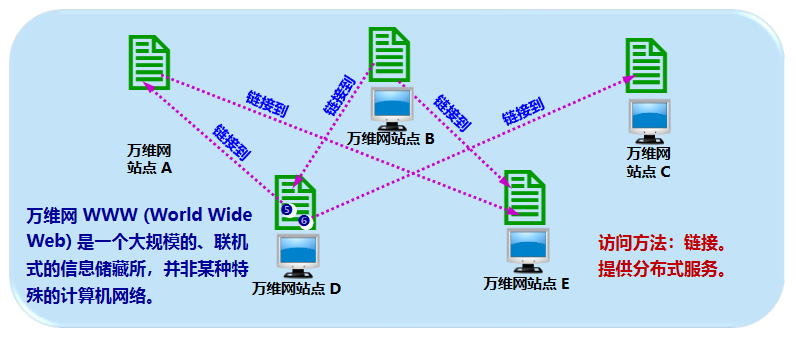 链接到
链接到
链接到
链接到
链接到
万维网
站点 A
万维网站点 B
万维网
站点 C
5
6
万维网 WWW (World Wide
Web) 是一个大规模的、联机
式的信息储藏所，并非某种特
殊的计算机网络。
万维网站点 D
万维网站点 E
访问方法：链接。
提供分布式服务。